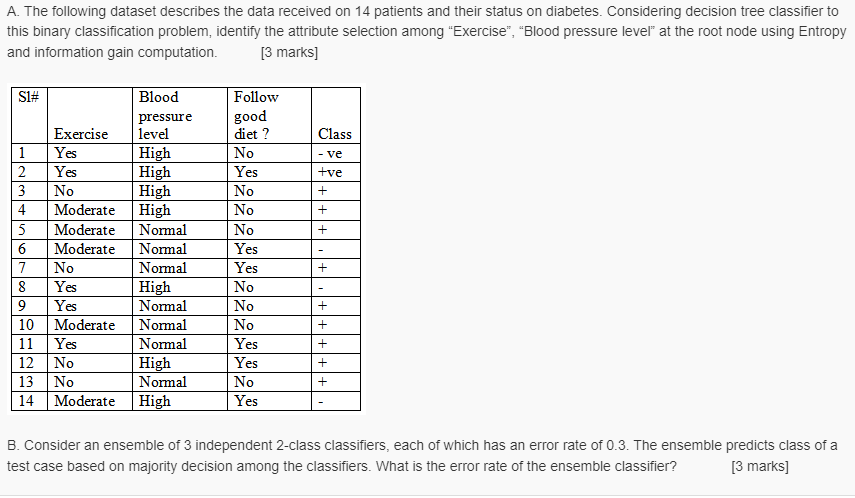 A. The following dataset describes the data received on 14 patients and their status on diabetes. Considering decision tree classifier to
this binary classification problem, identify the attribute selection among “Exercise”, “Blood pressure level” at the root node using Entropy
and information gain computation. [3 marks]
Sl# Exercise Blood pressure level Follow good diet ? Class
1 Yes High No - ve
2 Yes High Yes +ve
3 No High No +
4 Moderate High No +
5 Moderate Normal No +
6 Moderate Normal Yes -
7 No Normal Yes +
8 Yes High No -
9 Yes Normal No +
10 Moderate Normal No +
11 Yes Normal Yes +
12 No High Yes +
13 No Normal No +
14 Moderate High Yes -
B. Consider an ensemble of 3 independent 2-class classifiers, each of which has an error rate of 0.3. The ensemble predicts class of a
test case based on majority decision among the classifiers. What is the error rate of the ensemble classifier? [3 marks]